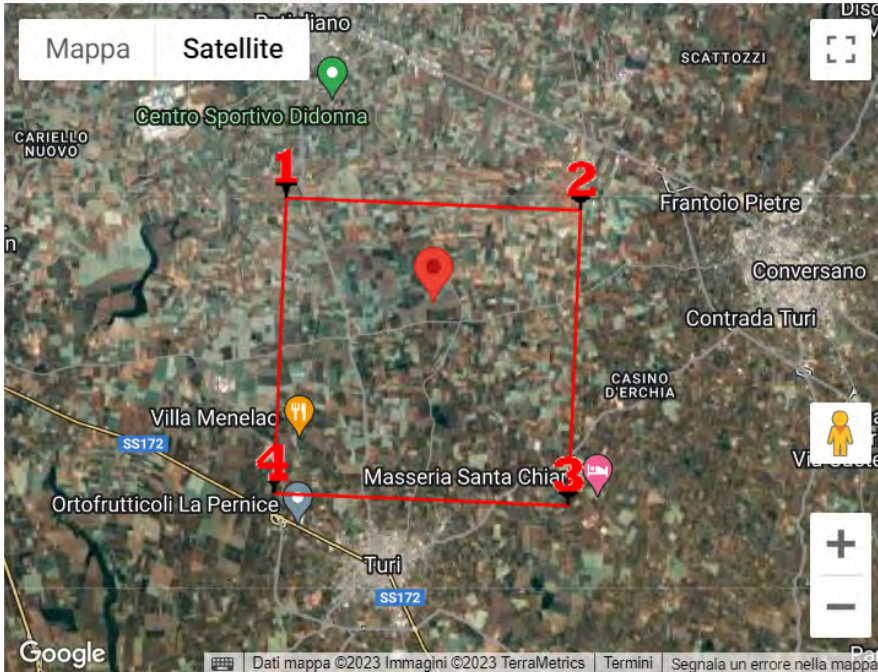 Mappa
Satellite
SCATTOZZI
Centro Sportivo Didonna
CARIELLO
NUOVO
1
2
Frantoio Pietre
Conversano
Contrada Turi
CASINO
D'ERCHIA
Villa Menelao
SS172
4
Masseria Santa Chiar
3
Ortofrutticoli La Pernice
Turi
SS172
+
−
Google
Dati mappa ©2023 Immagini ©2023 TerraMetrics
Termini
Segnala un errore nella mappa